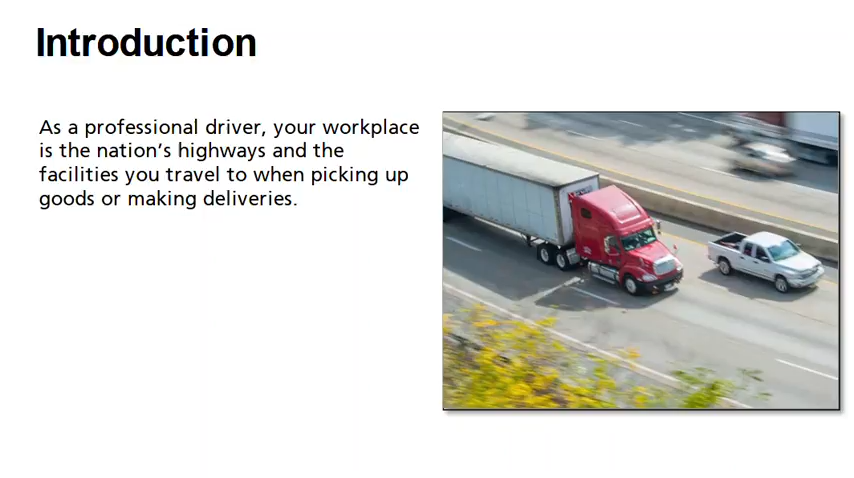 Introduction
As a professional driver, your workplace
is the nation’s highways and the
facilities you travel to when picking up
goods or making deliveries.